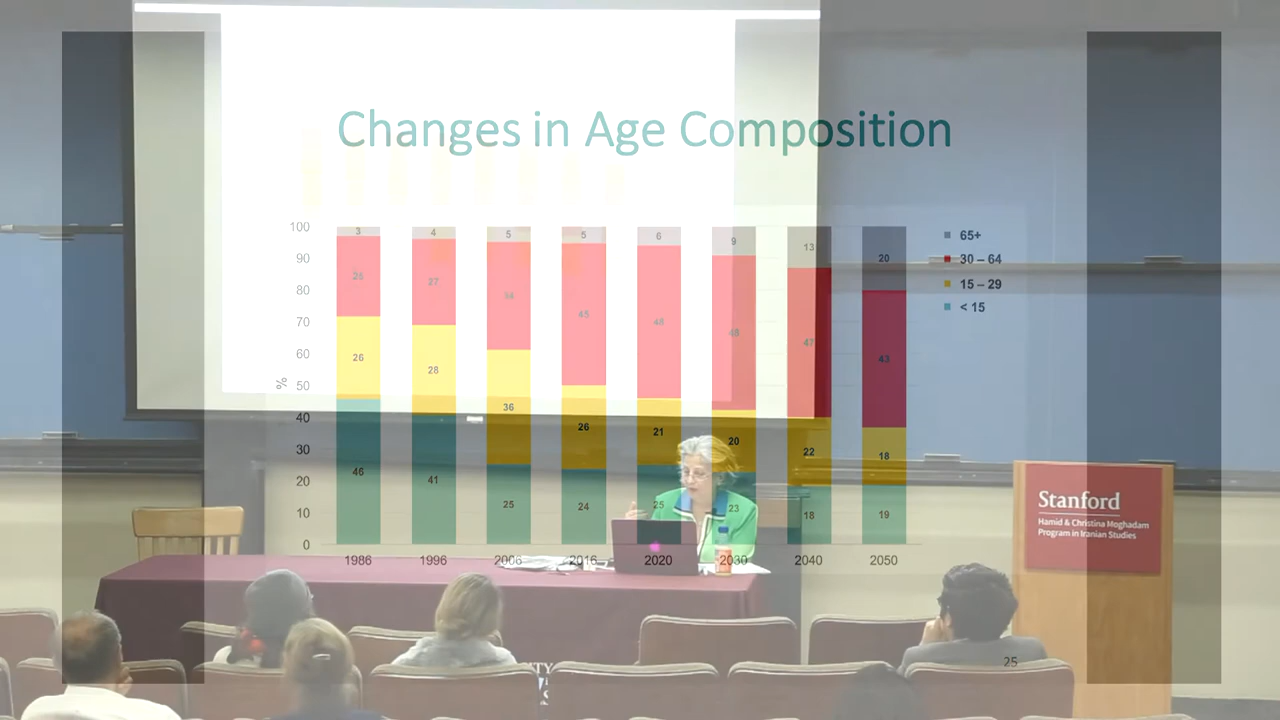 Changes in Age Composition
100
90
80
70
60
50
40
30
20
10
0
%
3 4 5 5 6 9 13 20
25 27 34 45 48 48 47 43
26 28 36 26 21 20 22 18
46 41 25 24 25 23 18 19
1986 1996 2006 2016 2020 2030 2040 2050
65+
30 – 64
15 – 29
< 15
Stanford
Hamid & Christina Moghadam
Program in Iranian Studies
25